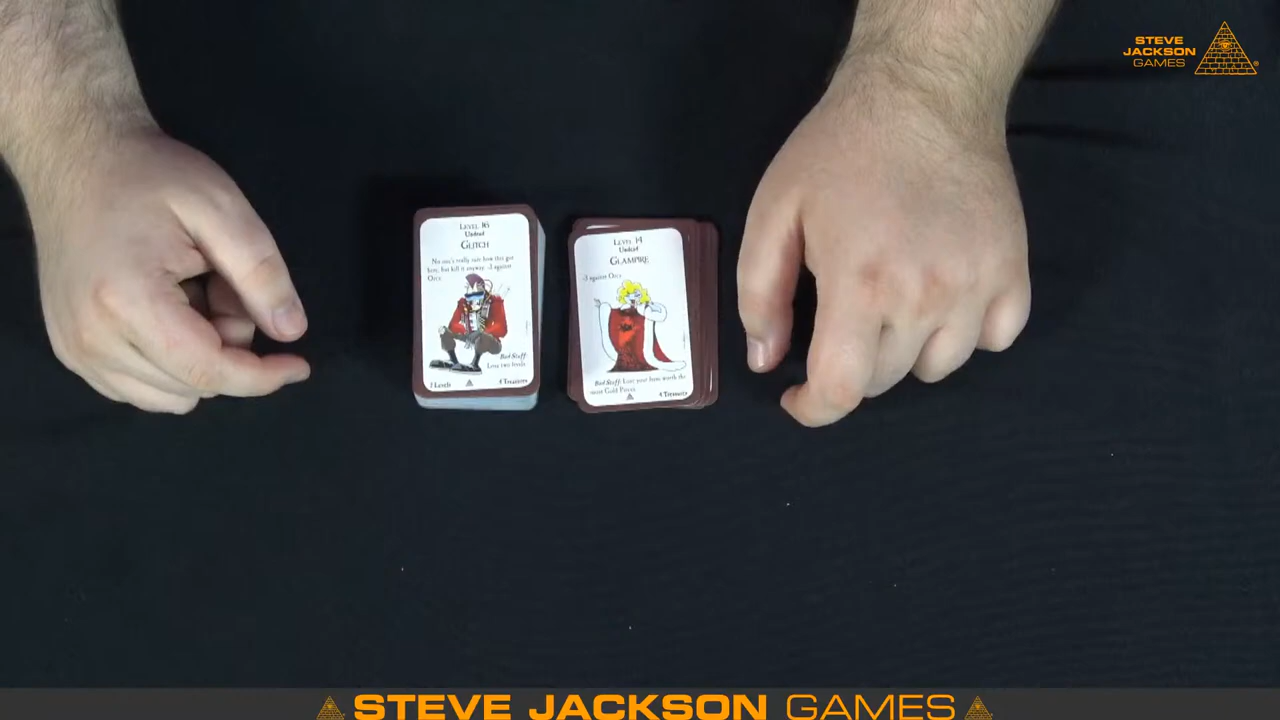 STEVE
JACKSON
GAMES
LEVEL 16
Undead
GLITCH
No one's really sure how this got
here, but kill it anyway. -3 against
Orcs.
Bad Stuff:
Lose two levels.
2 Levels
4 Treasures
LEVEL 14
Undead
GLAMPIRE
-3 against Orcs.
Bad Stuff: Lose your Item worth the
most Gold Pieces.
4 Treasures
STEVE JACKSON GAMES